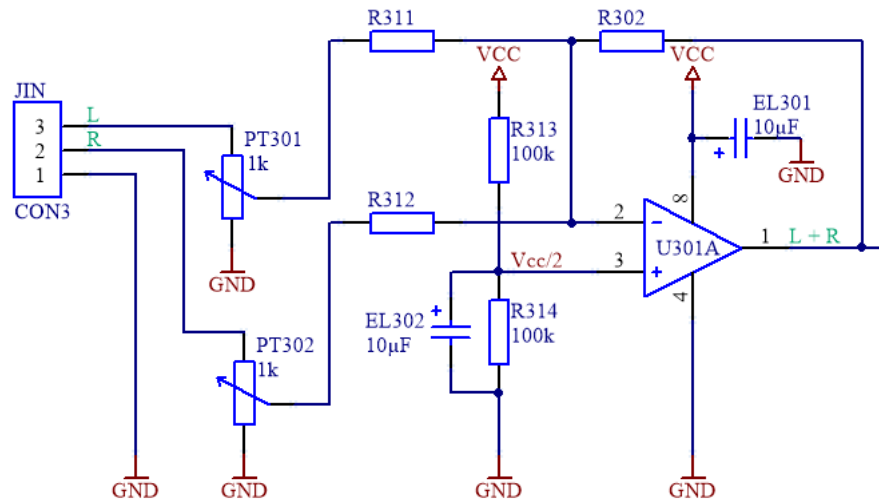 R311
R302
VCC
VCC
JIN
L
3
R
2
1
CON3
PT301
1k
EL301
10µF
R313
100k
GND
8
R312
2
U301A
1
L + R
GND
Vcc/2
3
4
EL302
10µF
R314
100k
PT302
1k
GND
GND
GND
GND